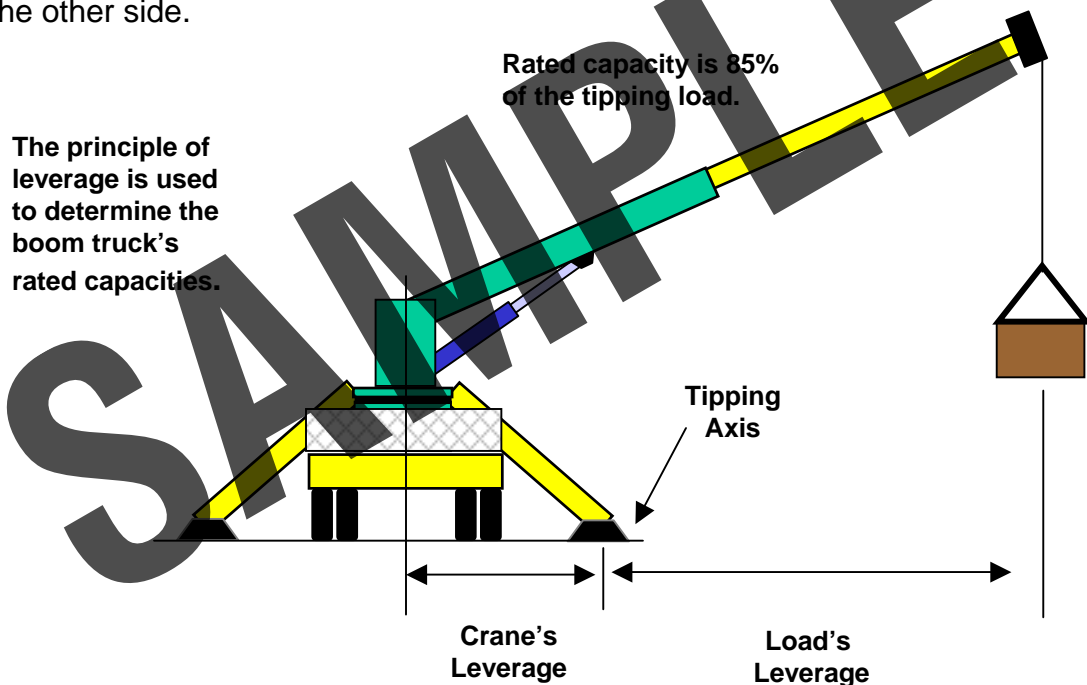 he other side.
Rated capacity is 85%
of the tipping load.
The principle of
leverage is used
to determine the
boom truck's
rated capacities.
Tipping
Axis
Crane's
Leverage
Load's
Leverage
SAMPLE